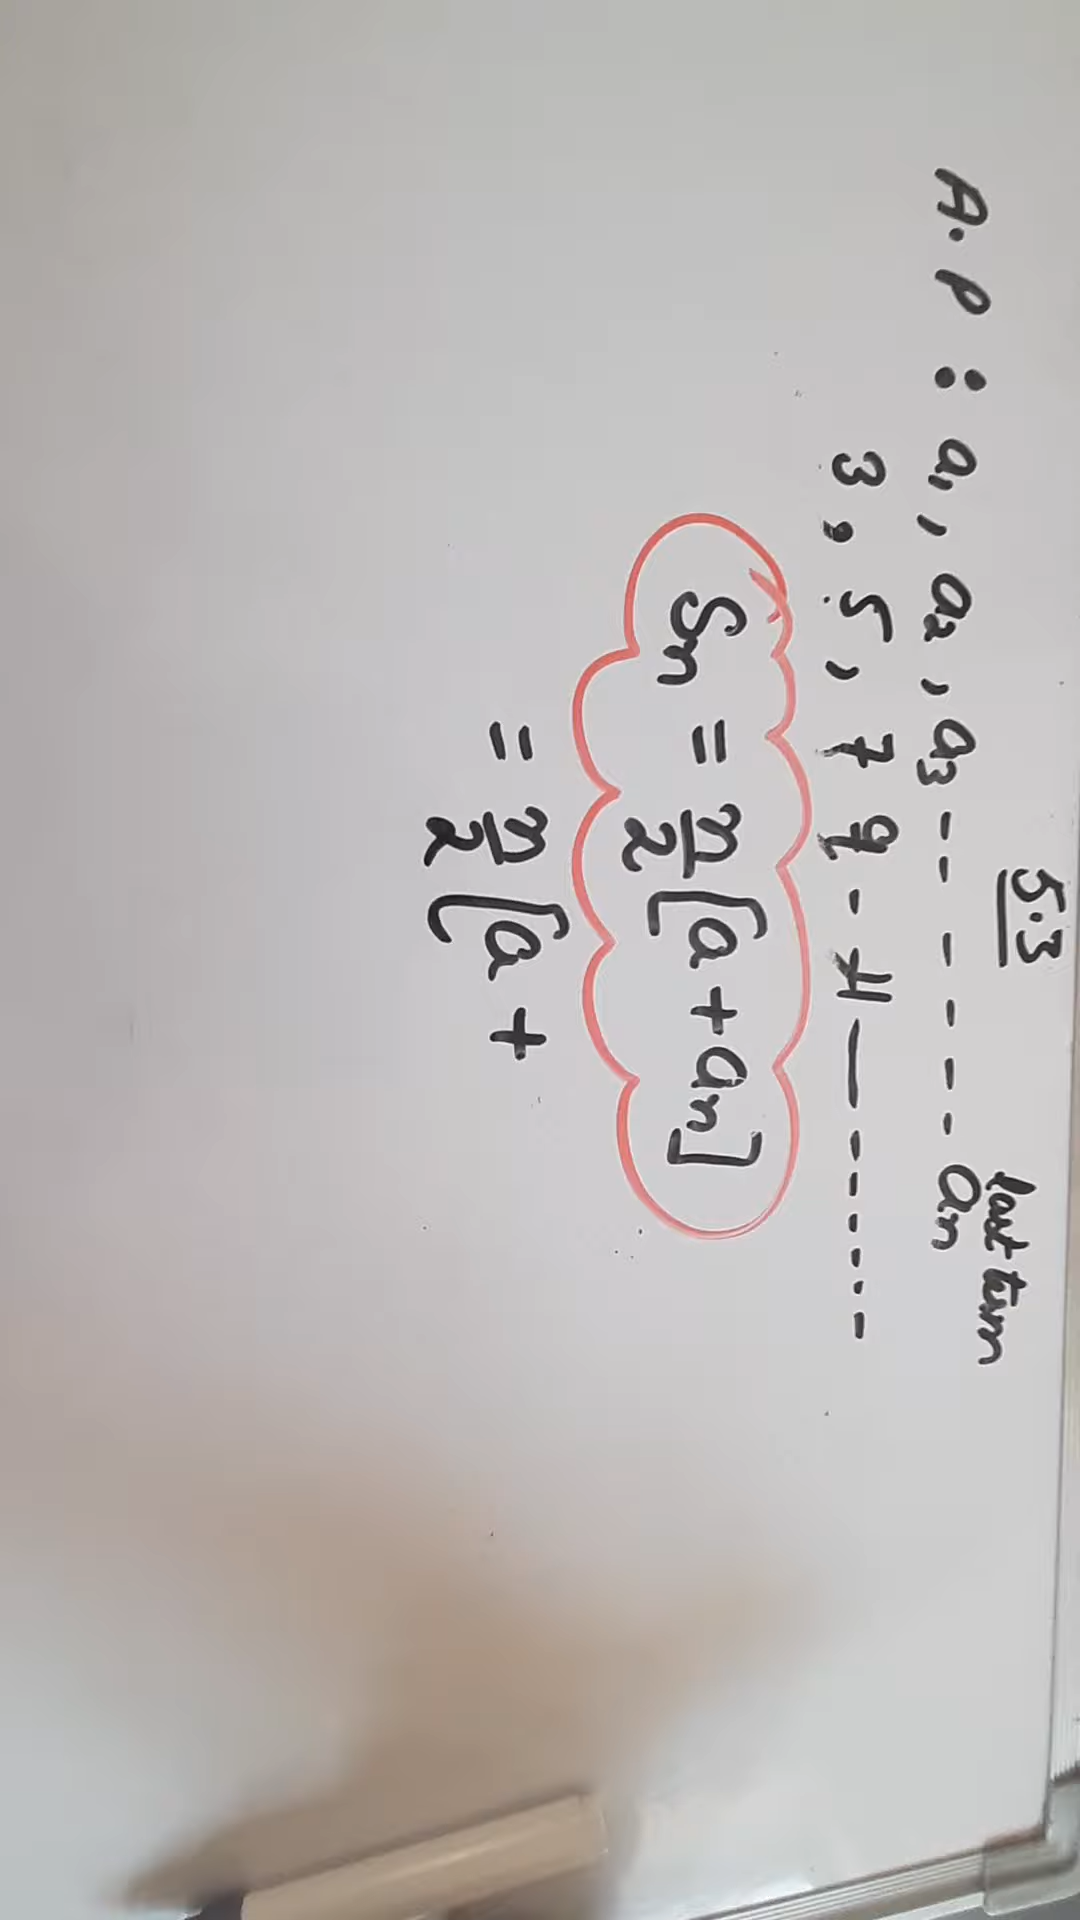 5.3
last term
A.P : a1, a2, a3 - - - - - - - an
3, 5, 7 9 - 11 — - - - - - -
Sn = n/2 [a + an]
= n/2 [a +